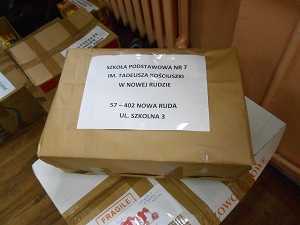 SZKOŁA PODSTAWOWA NR 7
IM. TADEUSZA KOŚCIUSZKI
W NOWEJ RUDZIE
57 – 402 NOWA RUDA
UL. SZKOLNA 3
FRAGILE